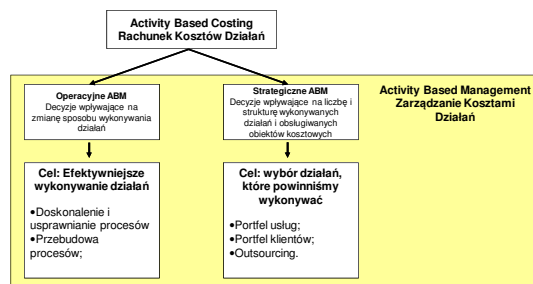 Activity Based Costing
Rachunek Kosztów Działań
Operacyjne ABM
Decyzje wpływające na
zmianę sposobu wykonywania
działań
Strategiczne ABM
Decyzje wpływające na liczbę i
strukturę wykonywanych
działań i obsługiwanych
obiektów kosztowych
Activity Based Management
Zarządzanie Kosztami
Działań
Cel: Efektywniejsze
wykonywanie działań
•Doskonalenie i
usprawnianie procesów
•Przebudowa
procesów;
Cel: wybór działań,
które powinniśmy
wykonywać
•Portfel usług;
•Portfel klientów;
•Outsourcing.